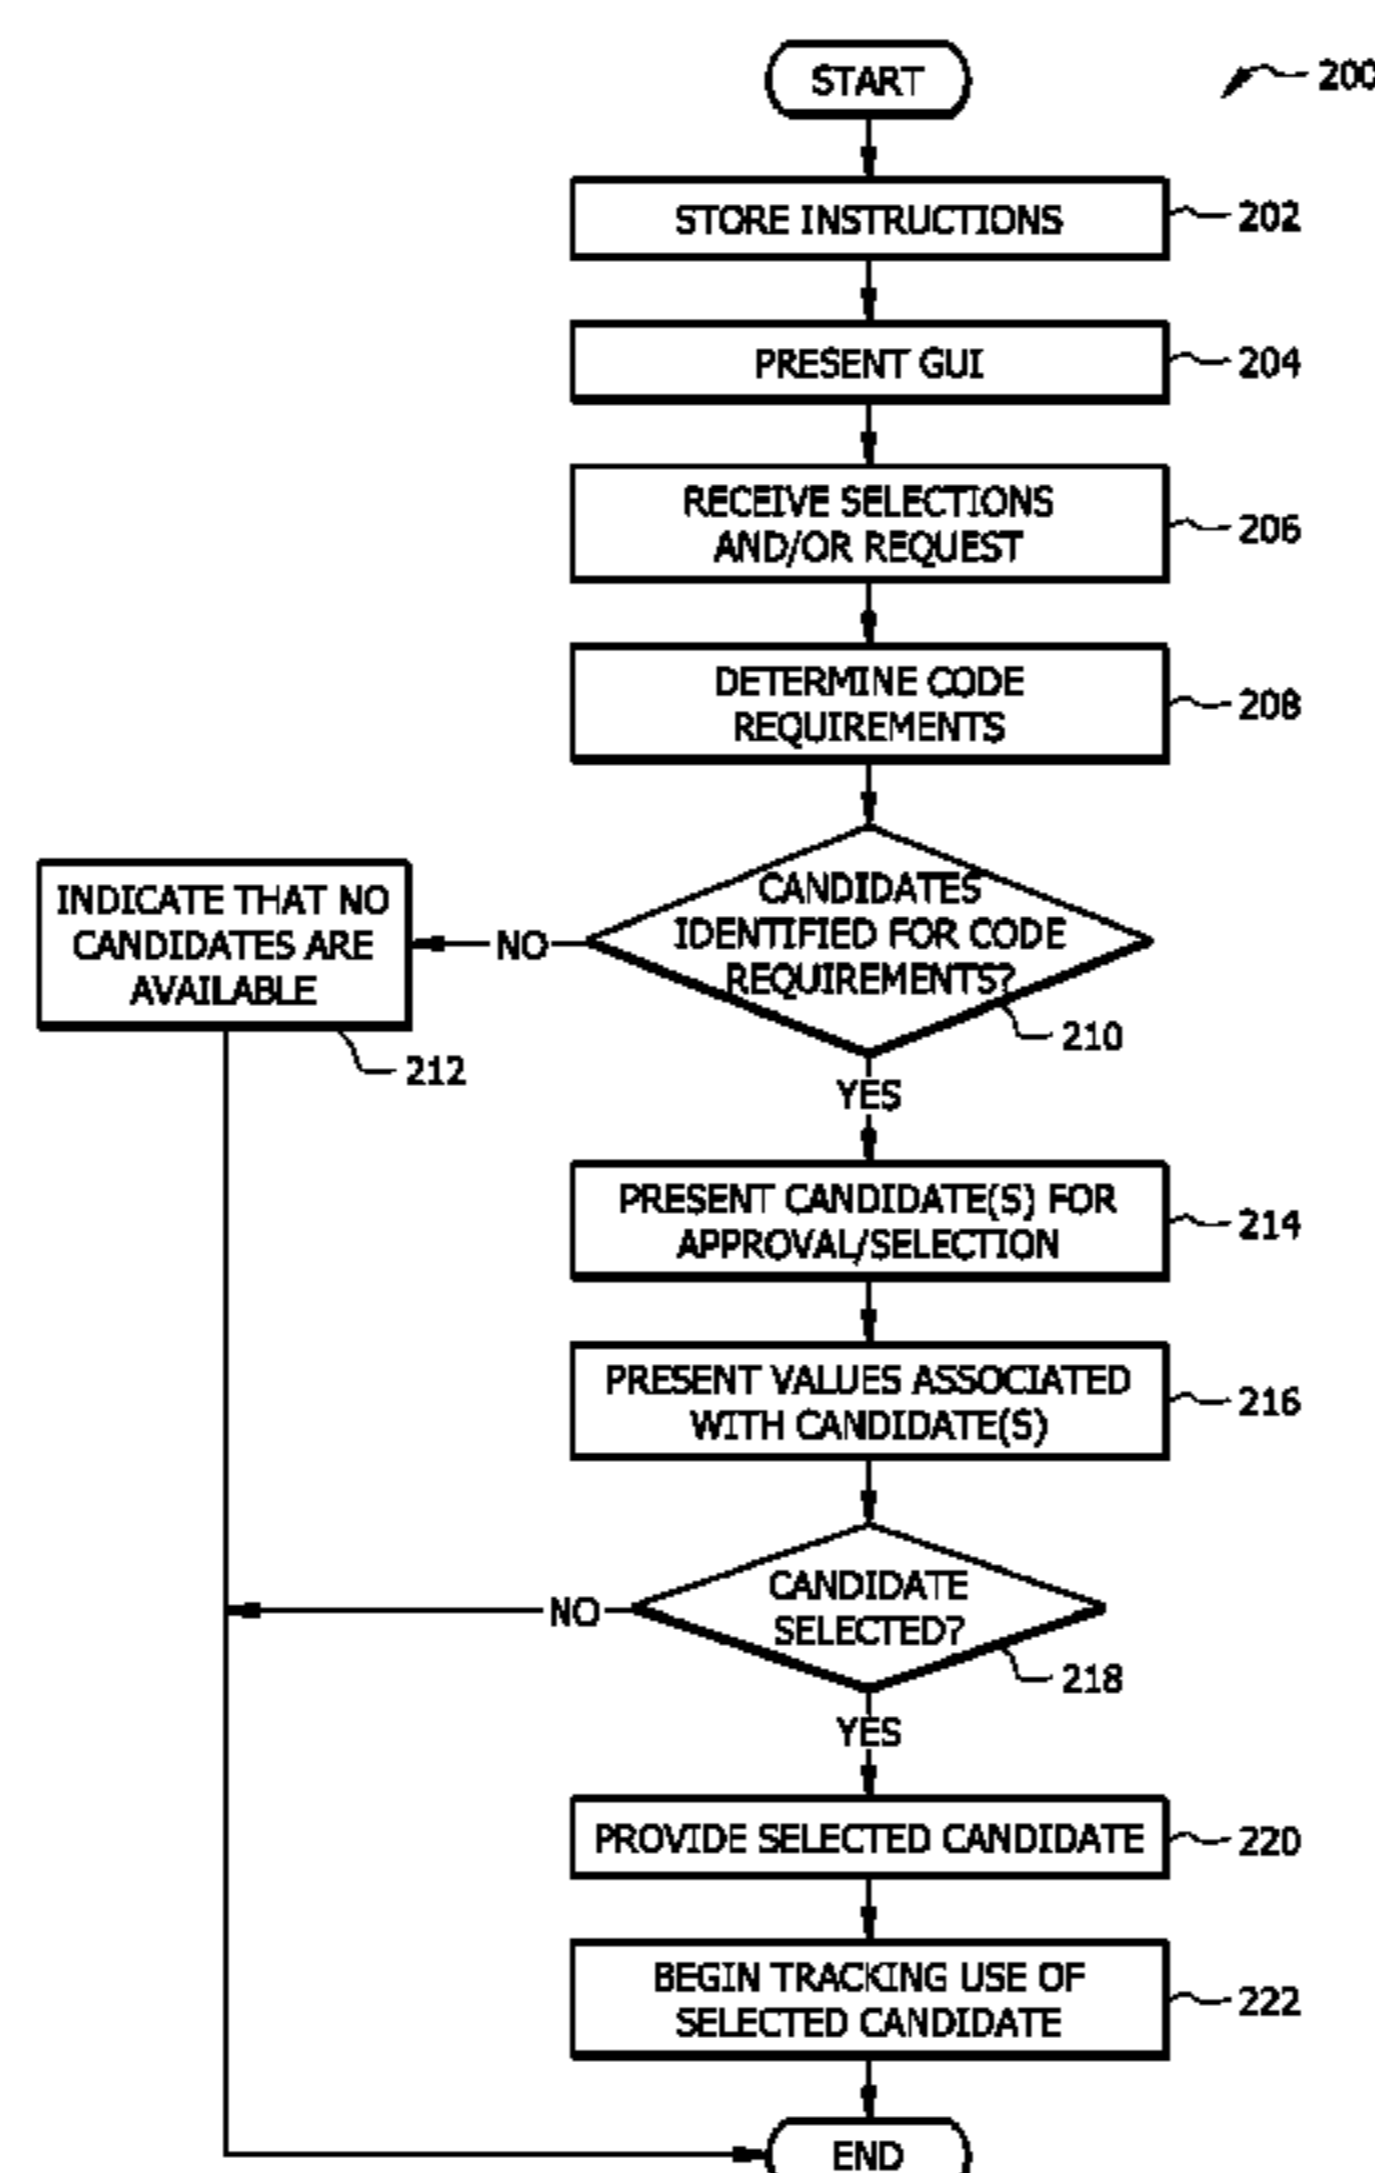 START
200
STORE INSTRUCTIONS
202
PRESENT GUI
204
RECEIVE SELECTIONS
AND/OR REQUEST
206
DETERMINE CODE
REQUIREMENTS
208
CANDIDATES
IDENTIFIED FOR CODE
REQUIREMENTS?
210
NO
INDICATE THAT NO
CANDIDATES ARE
AVAILABLE
212
YES
PRESENT CANDIDATE(S) FOR
APPROVAL/SELECTION
214
PRESENT VALUES ASSOCIATED
WITH CANDIDATE(S)
216
CANDIDATE
SELECTED?
218
NO
YES
PROVIDE SELECTED CANDIDATE
220
BEGIN TRACKING USE OF
SELECTED CANDIDATE
222
END